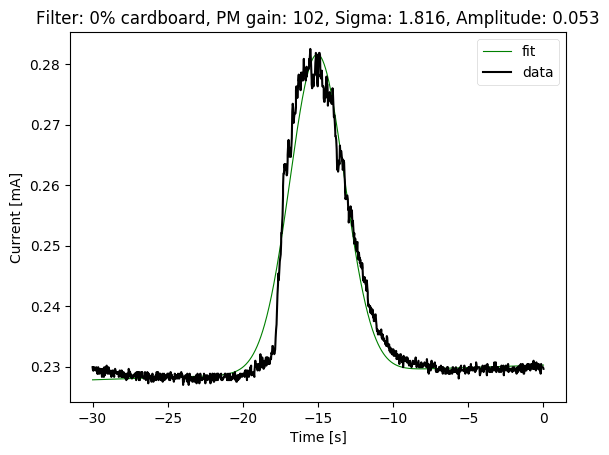 Filter: 0% cardboard, PM gain: 102, Sigma: 1.816, Amplitude: 0.053
fit
data
0.28
0.27
0.26
0.25
0.24
0.23
Current [mA]
−30
−25
−20
−15
−10
−5
0
Time [s]